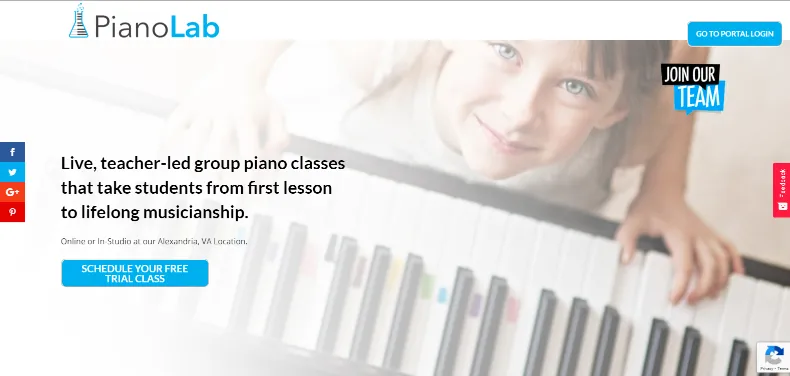 PianoLab
GO TO PORTAL LOGIN
JOIN OUR
TEAM
Live, teacher-led group piano classes
that take students from first lesson
to lifelong musicianship.
Online or In-Studio at our Alexandria, VA Location.
SCHEDULE YOUR FREE
TRIAL CLASS
f
G+
Feedback
Privacy - Terms